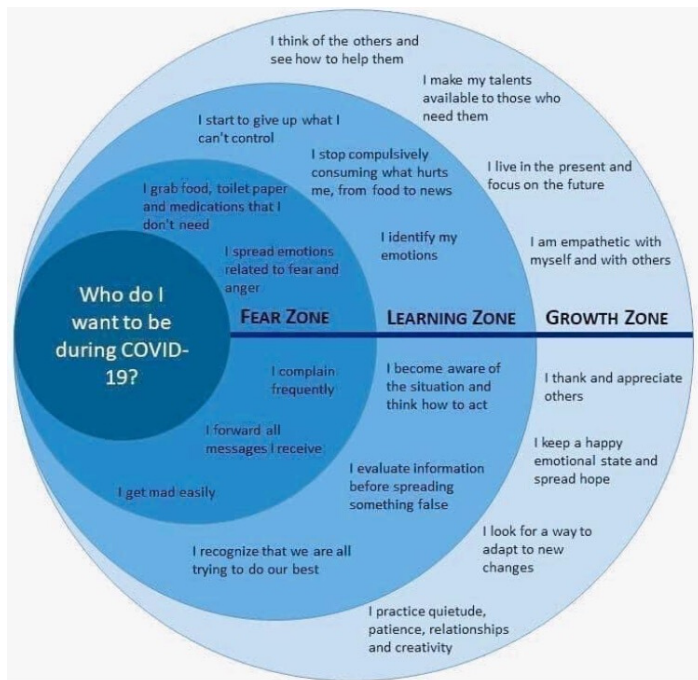 I think of the others and
see how to help them
I make my talents
available to those who
need them
I start to give up what I
can't control
I stop compulsively
consuming what hurts
me, from food to news
I live in the present and
focus on the future
I grab food, toilet paper
and medications that I
don't need
I identify my
emotions
I am empathetic with
myself and with others
I spread emotions
related to fear and
anger
Who do I
want to be
during COVID-
19?
FEAR ZONE
LEARNING ZONE
GROWTH ZONE
I complain
frequently
I become aware of
the situation and
think how to act
I thank and appreciate
others
I forward all
messages I receive
I keep a happy
emotional state and
spread hope
I get mad easily
I evaluate information
before spreading
something false
I look for a way to
adapt to new
changes
I recognize that we are all
trying to do our best
I practice quietude,
patience, relationships
and creativity